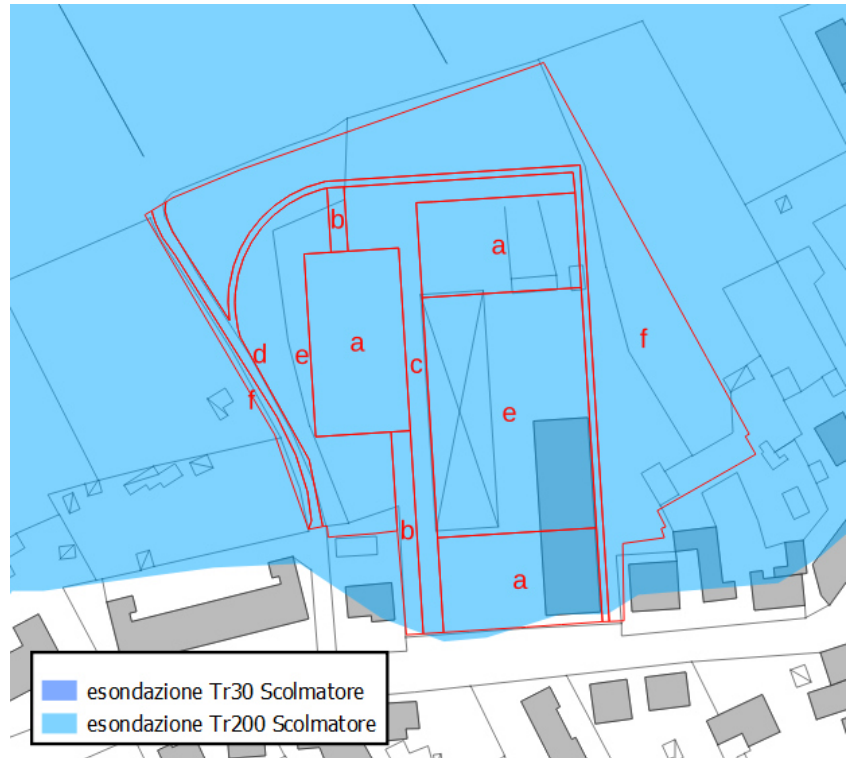 b
a
f
d
e
a
c
f
e
b
a
esondazione Tr30 Scolmatore
esondazione Tr200 Scolmatore